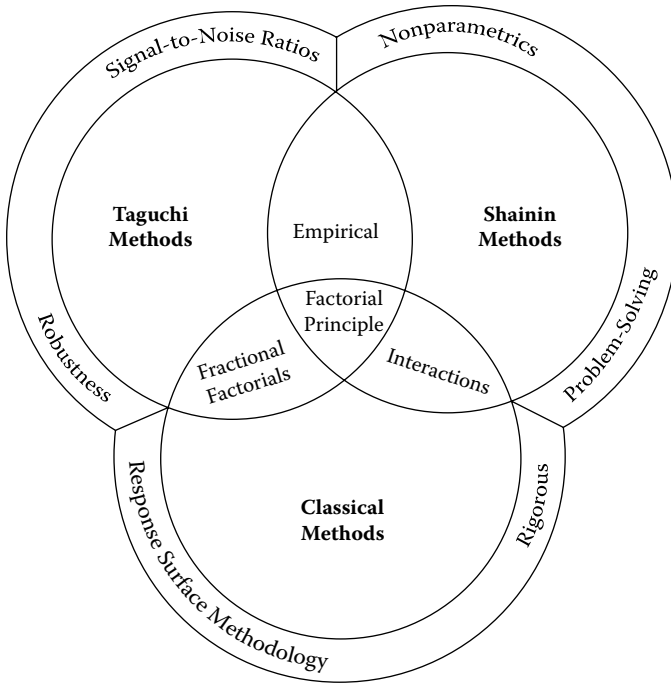 Signal-to-Noise Ratios
Nonparametrics
Taguchi
Methods
Shainin
Methods
Empirical
Factorial
Principle
Robustness
Fractional
Factorials
Interactions
Problem-Solving
Classical
Methods
Response Surface Methodology
Rigorous